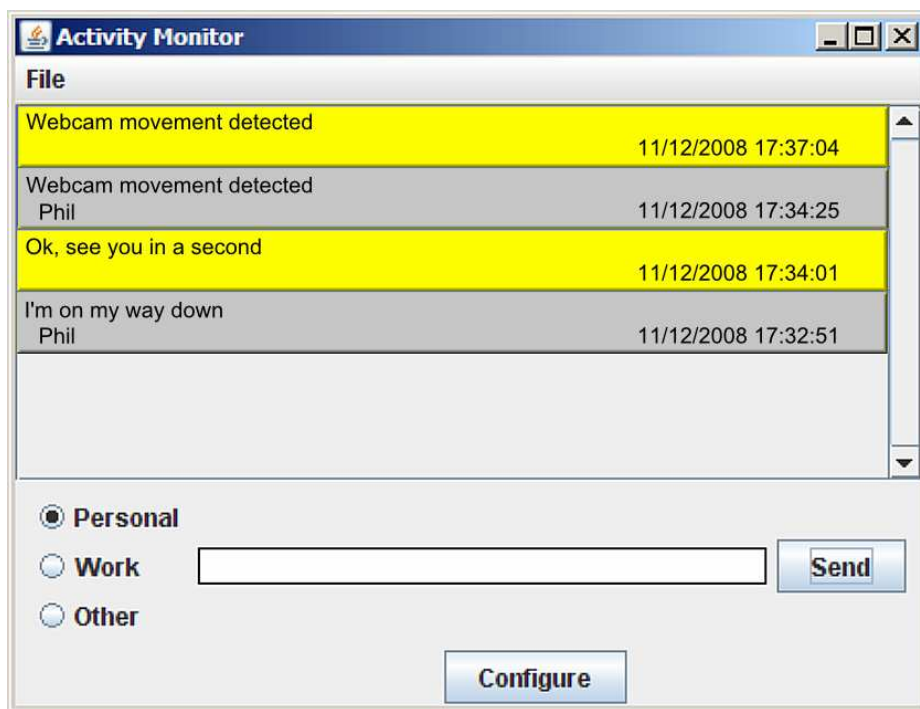 Activity Monitor
File
Webcam movement detected
11/12/2008 17:37:04
Webcam movement detected
Phil 11/12/2008 17:34:25
Ok, see you in a second
11/12/2008 17:34:01
I'm on my way down
Phil 11/12/2008 17:32:51
Personal
Work Send
Other
Configure